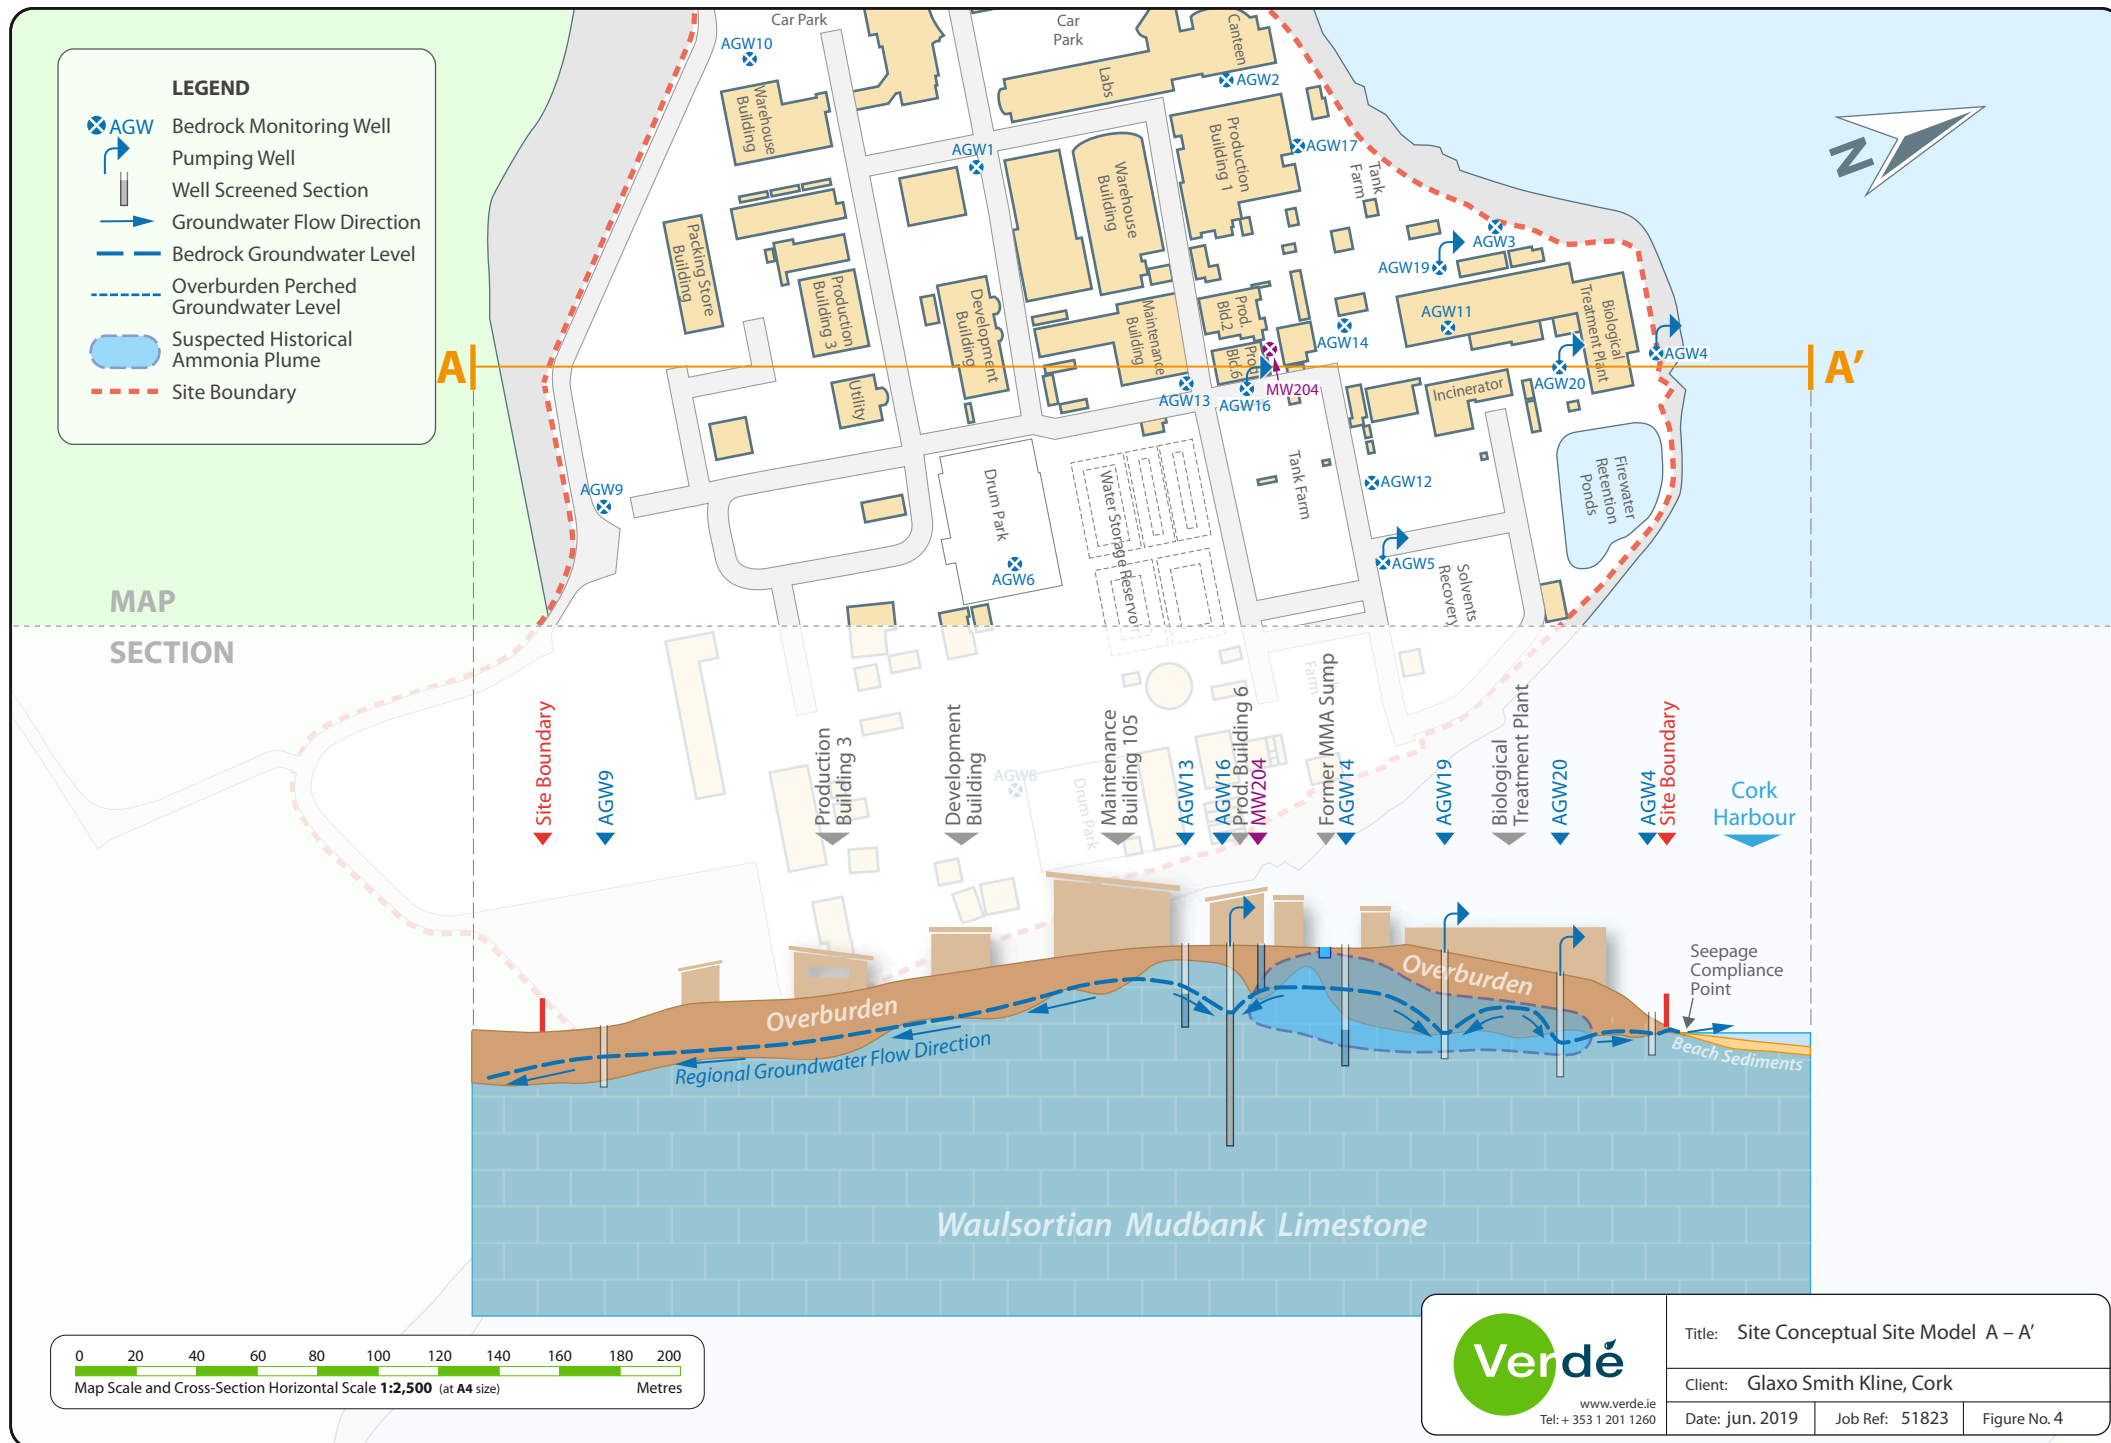 LEGEND
AGW Bedrock Monitoring Well
Pumping Well
Well Screened Section
Groundwater Flow Direction
Bedrock Groundwater Level
Overburden Perched
Groundwater Level
Suspected Historical
Ammonia Plume
Site Boundary
Car Park
Car
Park
Canteen
AGW10
AGW2
Labs
Warehouse
Building
AGW1
Production
Building 1
AGW17
Warehouse
Building
Tank
Farm
N
Packing Store
Building
Production
Building 3
Development
Building
Maintenance
Building
Prod.
Bld.2
Prod.
Bld.6
AGW3
AGW19
AGW11
AGW14
Biological
Treatment Plant
AGW4
AGW20
A
A’
Utility
AGW13
AGW16
MW204
Incinerator
AGW9
Drum Park
AGW6
Water Storage Reservoir
Tank Farm
AGW12
AGW5
Solvents
Recovery
Firewater
Retention
Ponds
MAP
SECTION
Farm
AGW8
Drum Park
Site Boundary
AGW9
Production
Building 3
Development
Building
Maintenance
Building 105
AGW13
AGW16
Prod. Building 6
MW204
Former MMA Sump
AGW14
AGW19
Biological
Treatment Plant
AGW20
AGW4
Site Boundary
Cork
Harbour
Overburden
Overburden
Seepage
Compliance
Point
Regional Groundwater Flow Direction
Beach Sediments
Waulsortian Mudbank Limestone
0 20 40 60 80 100 120 140 160 180 200
Map Scale and Cross-Section Horizontal Scale 1:2,500 (at A4 size) Metres
Verdé
www.verde.ie
Tel: + 353 1 201 1260
Title: Site Conceptual Site Model A – A’
Client: Glaxo Smith Kline, Cork
Date: jun. 2019 Job Ref: 51823 Figure No. 4